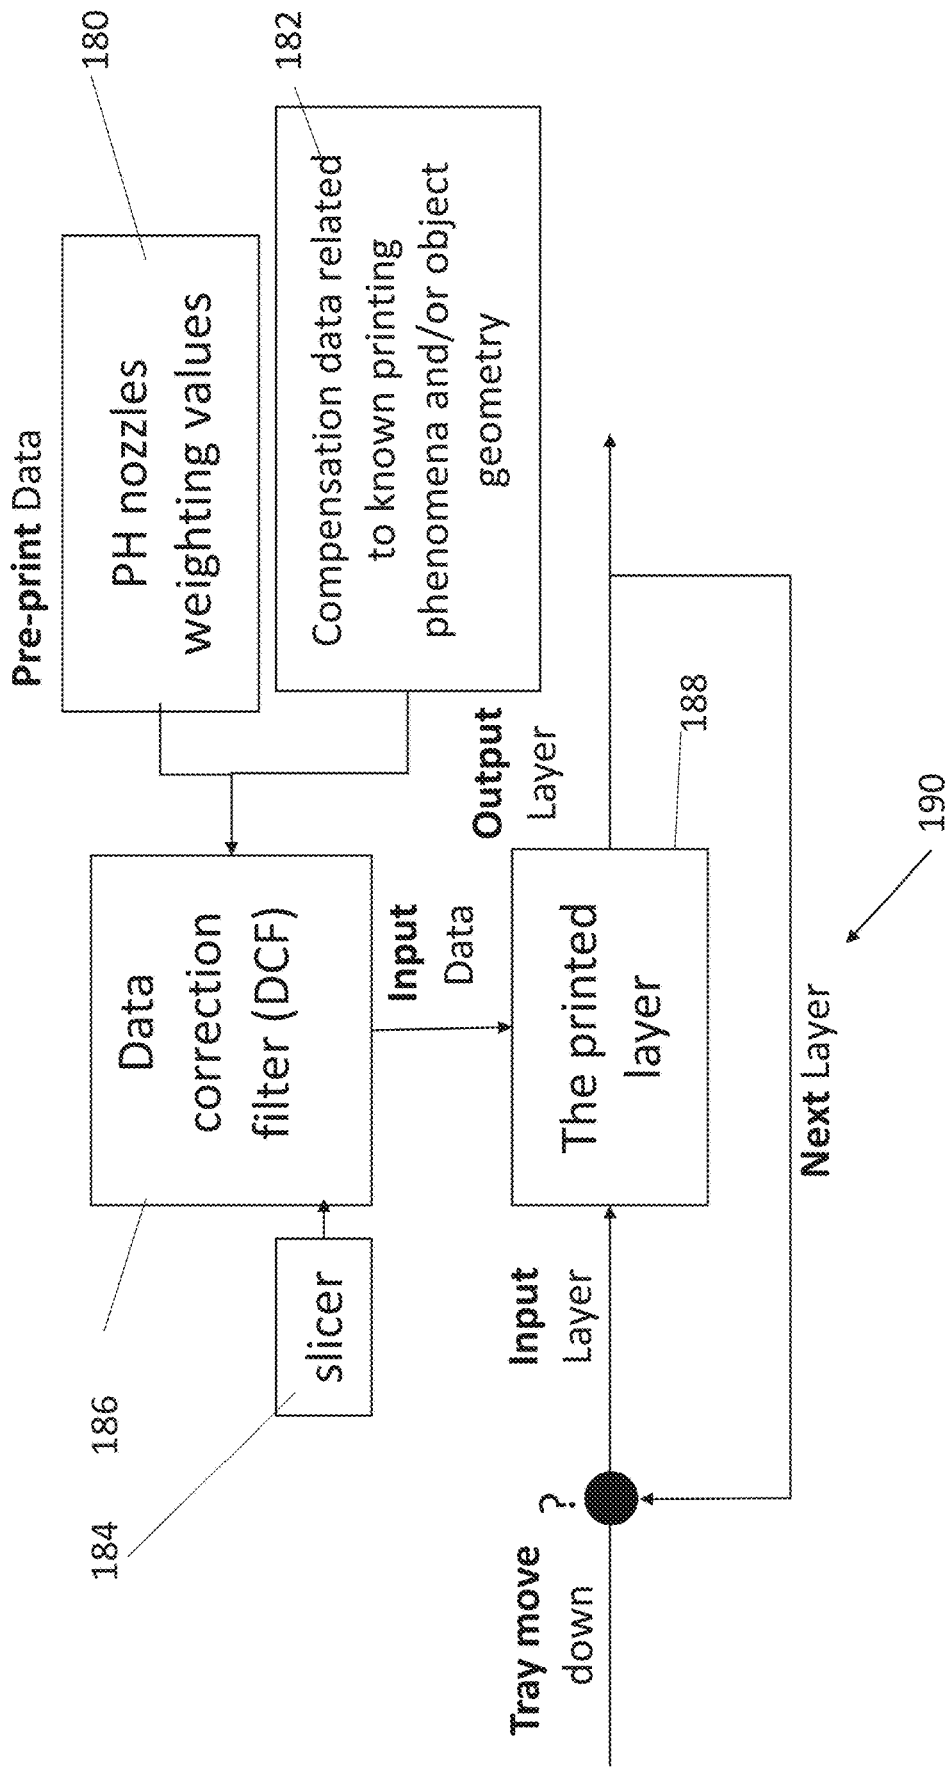 Pre-print Data
180
PH nozzles
weighting values
182
Compensation data related
to known printing
phenomena and/or object
geometry
186
Data
correction
filter (DCF)
184
slicer
Input
Data
Output
Layer
188
The printed
layer
Input
Layer
Tray move
down
?
Next Layer
190